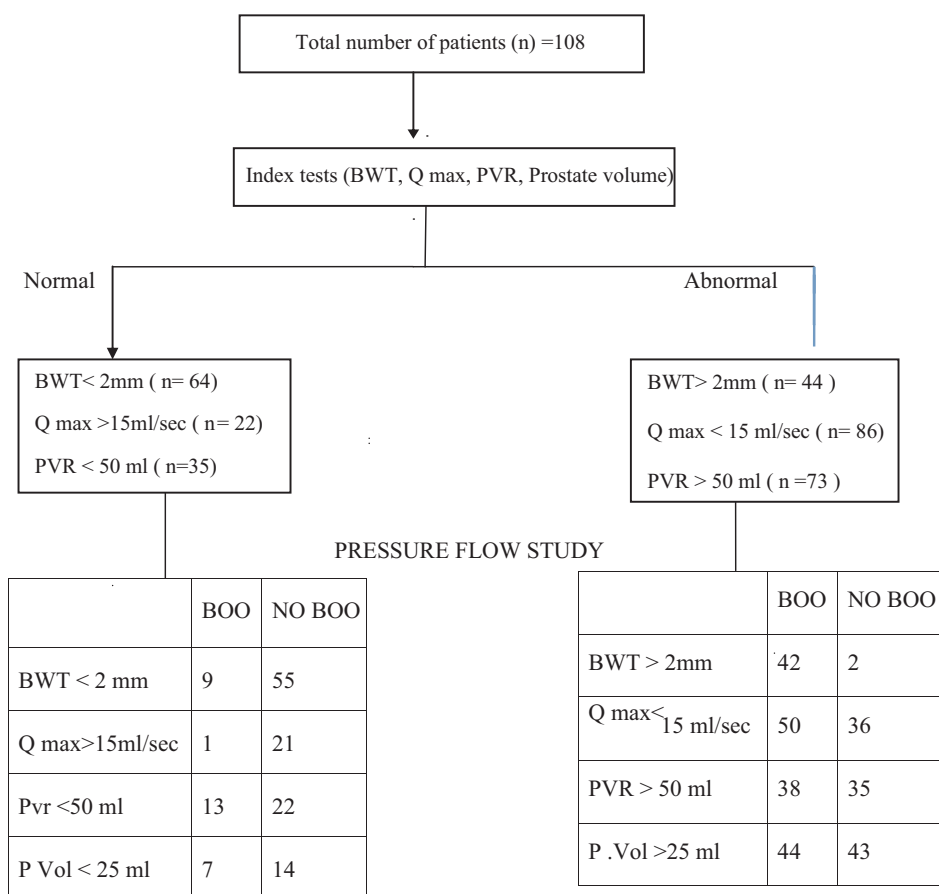 Total number of patients (n) =108
Index tests (BWT, Q max, PVR, Prostate volume)
Normal
Abnormal
BWT< 2mm ( n= 64)
Q max >15ml/sec ( n= 22)
PVR < 50 ml ( n=35)
BWT> 2mm ( n= 44 )
Q max < 15 ml/sec ( n= 86)
PVR > 50 ml ( n =73 )
PRESSURE FLOW STUDY
BOO NO BOO
BWT < 2 mm 9 55
Q max>15ml/sec 1 21
Pvr <50 ml 13 22
P Vol < 25 ml 7 14
BOO NO BOO
BWT > 2mm 42 2
Q max< 15 ml/sec 50 36
PVR > 50 ml 38 35
P .Vol >25 ml 44 43